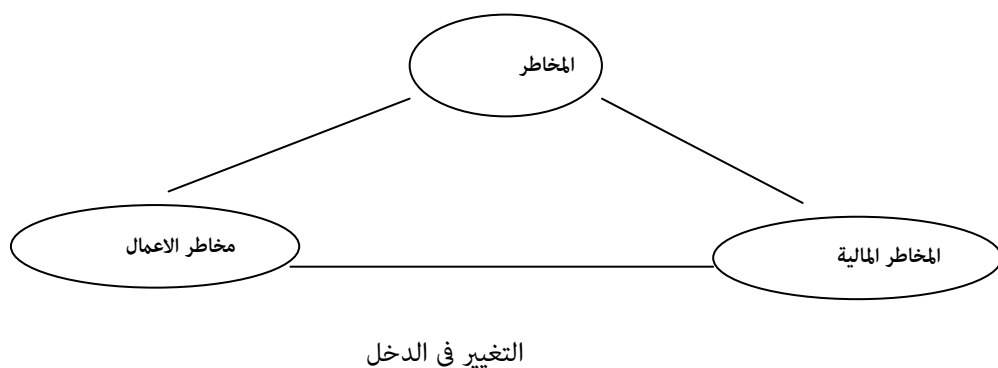 المخاطر
المخاطر المالية
مخاطر الاعمال
التغيير فى الدخل